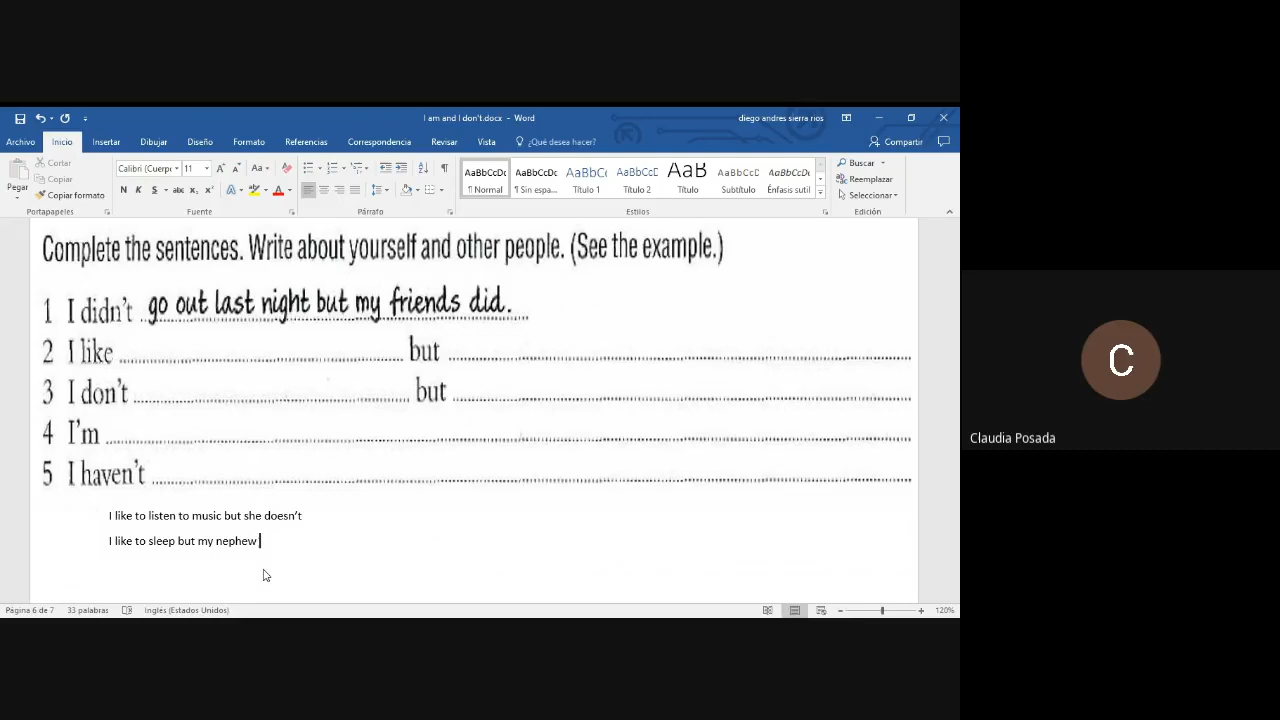 I am and I don't.docx - Word
diego andres sierra rios
Archivo Inicio Insertar Dibujar Diseño Formato Referencias Correspondencia Revisar Vista ¿Qué desea hacer? Compartir
Pegar
Cortar
Copiar
Copiar formato
Portapapeles
Calibri (Cuerpo 11
Fuente
Párrafo
AaBbCcDc AaBbCcDc AaBbCc AaBbCcD AaB AaBbCcD AaBbCcDc
¶ Normal ¶ Sin espa... Título 1 Título 2 Título Subtítulo Énfasis sutil
Estilos
Buscar
Reemplazar
Seleccionar
Edición
Complete the sentences. Write about yourself and other people. (See the example.)
1 I didn't go out last night but my friends did.
2 I like but
3 I don't but
4 I'm
5 I haven't
I like to listen to music but she doesn't
I like to sleep but my nephew
Página 6 de 7 33 palabras Inglés (Estados Unidos) 120%
C
Claudia Posada